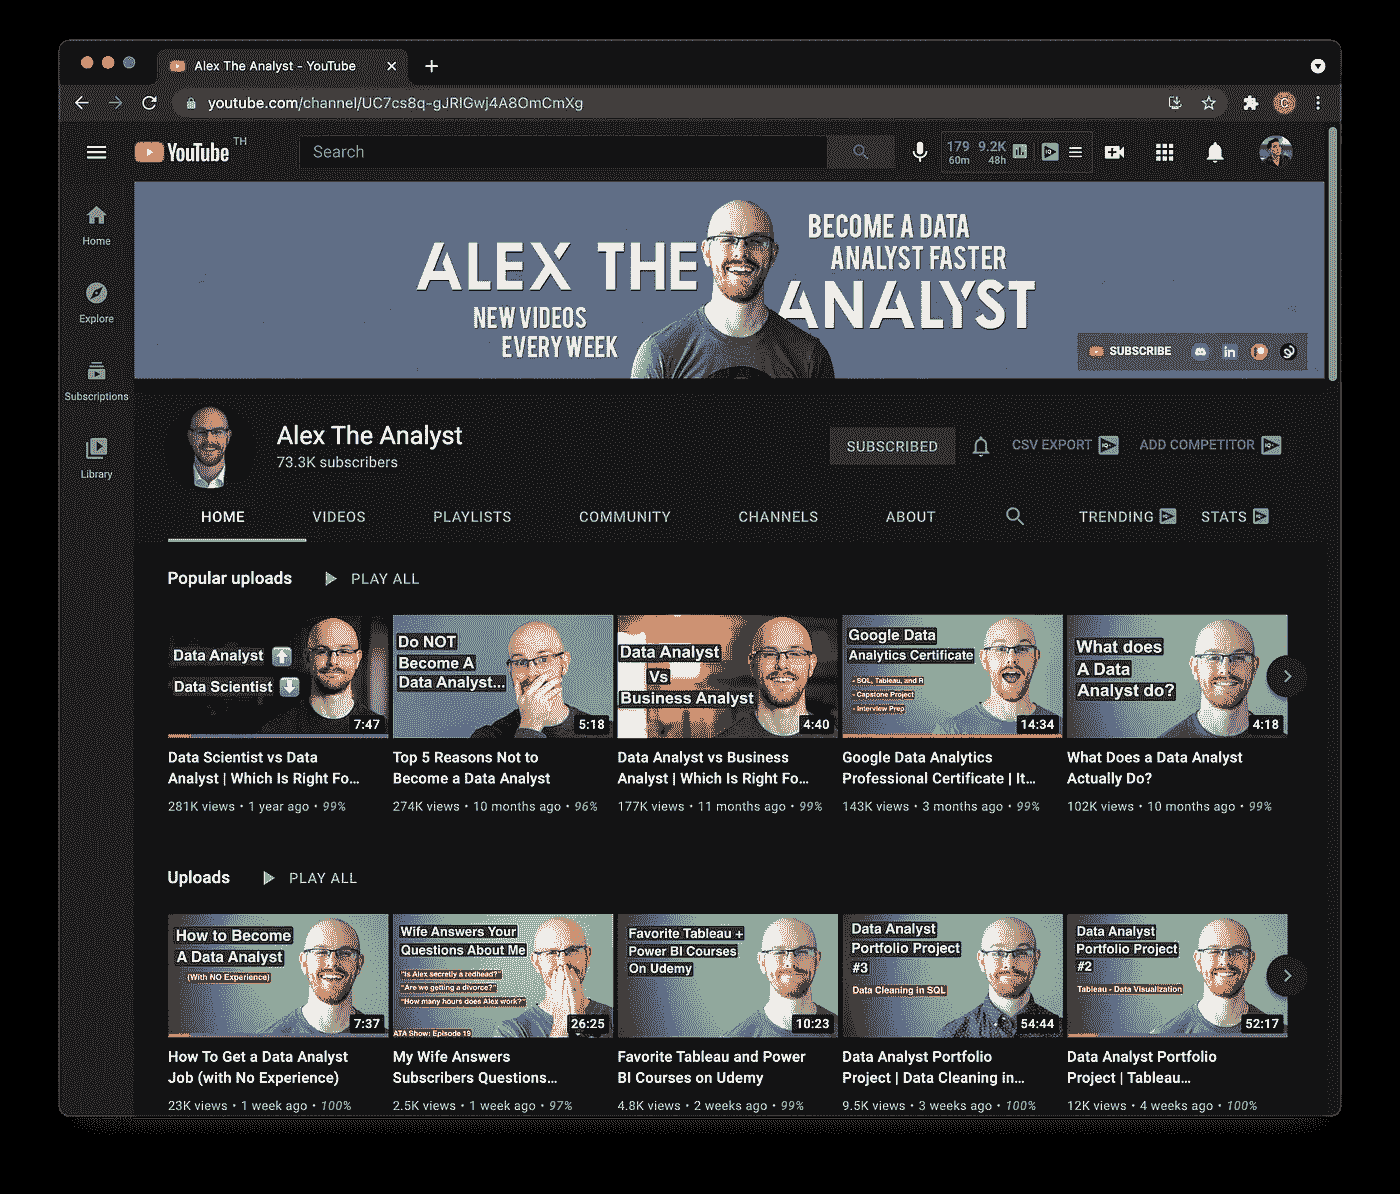 Alex The Analyst - YouTube
youtube.com/channel/UC7cs8q-gJRlGwj4A8OmCmXg
YouTube TH
Search
179 9.2K
60m 48h
Home
Explore
Subscriptions
Library
ALEX THE
ANALYST
NEW VIDEOS
EVERY WEEK
BECOME A DATA
ANALYST FASTER
SUBSCRIBE
Alex The Analyst
73.3K subscribers
SUBSCRIBED
CSV EXPORT
ADD COMPETITOR
HOME VIDEOS PLAYLISTS COMMUNITY CHANNELS ABOUT TRENDING STATS
Popular uploads PLAY ALL
Data Analyst
Data Scientist
7:47
Data Scientist vs Data
Analyst | Which Is Right Fo...
281K views • 1 year ago • 99%
Do NOT
Become A
Data Analyst...
5:18
Top 5 Reasons Not to
Become a Data Analyst
274K views • 10 months ago • 96%
Data Analyst
Vs
Business Analyst
4:40
Data Analyst vs Business
Analyst | Which Is Right Fo...
177K views • 11 months ago • 99%
Google Data
Analytics Certificate
- SQL, Tableau, and R
- Capstone Project
- Interview Prep
14:34
Google Data Analytics
Professional Certificate | It...
143K views • 3 months ago • 99%
What does
A Data
Analyst do?
4:18
What Does a Data Analyst
Actually Do?
102K views • 10 months ago • 99%
Uploads PLAY ALL
How to Become
A Data Analyst
(With NO Experience)
7:37
How To Get a Data Analyst
Job (with No Experience)
23K views • 1 week ago • 100%
Wife Answers Your
Questions About Me
"Is Alex secretly a redhead?"
"Are we getting a divorce?"
"How many hours does Alex work?"
ATA Show: Episode 19
26:25
My Wife Answers
Subscribers Questions...
2.5K views • 1 week ago • 97%
Favorite Tableau +
Power BI Courses
On Udemy
10:23
Favorite Tableau and Power
BI Courses on Udemy
4.8K views • 2 weeks ago • 99%
Data Analyst
Portfolio Project
#3
Data Cleaning in SQL
54:44
Data Analyst Portfolio
Project | Data Cleaning in...
9.5K views • 3 weeks ago • 100%
Data Analyst
Portfolio Project
#2
Tableau - Data Visualization
52:17
Data Analyst Portfolio
Project | Tableau...
12K views • 4 weeks ago • 100%